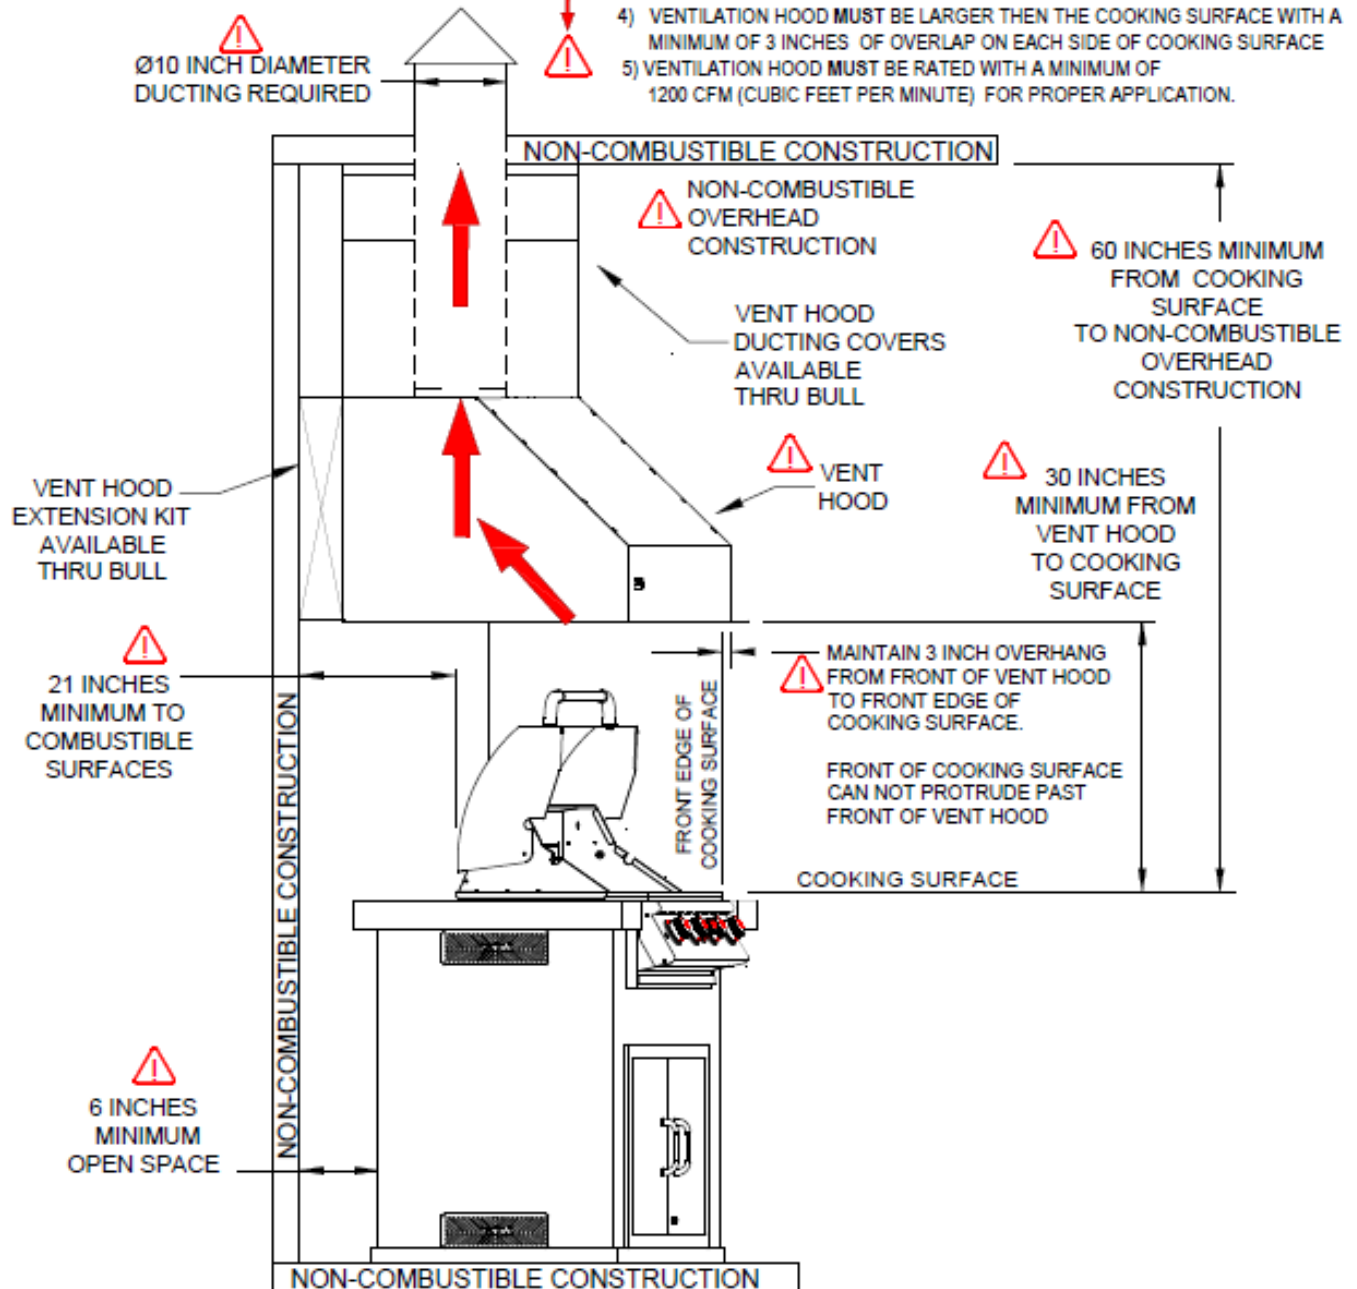 4) VENTILATION HOOD MUST BE LARGER THEN THE COOKING SURFACE WITH A
MINIMUM OF 3 INCHES OF OVERLAP ON EACH SIDE OF COOKING SURFACE
5) VENTILATION HOOD MUST BE RATED WITH A MINIMUM OF
1200 CFM (CUBIC FEET PER MINUTE) FOR PROPER APPLICATION.
Ø10 INCH DIAMETER
DUCTING REQUIRED
NON-COMBUSTIBLE CONSTRUCTION
NON-COMBUSTIBLE
OVERHEAD
CONSTRUCTION
60 INCHES MINIMUM
FROM COOKING
SURFACE
TO NON-COMBUSTIBLE
OVERHEAD
CONSTRUCTION
VENT HOOD
DUCTING COVERS
AVAILABLE
THRU BULL
VENT
HOOD
30 INCHES
MINIMUM FROM
VENT HOOD
TO COOKING
SURFACE
VENT HOOD
EXTENSION KIT
AVAILABLE
THRU BULL
21 INCHES
MINIMUM TO
COMBUSTIBLE
SURFACES
NON-COMBUSTIBLE CONSTRUCTION
FRONT EDGE OF
COOKING SURFACE
MAINTAIN 3 INCH OVERHANG
FROM FRONT OF VENT HOOD
TO FRONT EDGE OF
COOKING SURFACE.
FRONT OF COOKING SURFACE
CAN NOT PROTRUDE PAST
FRONT OF VENT HOOD
COOKING SURFACE
6 INCHES
MINIMUM
OPEN SPACE
NON-COMBUSTIBLE CONSTRUCTION